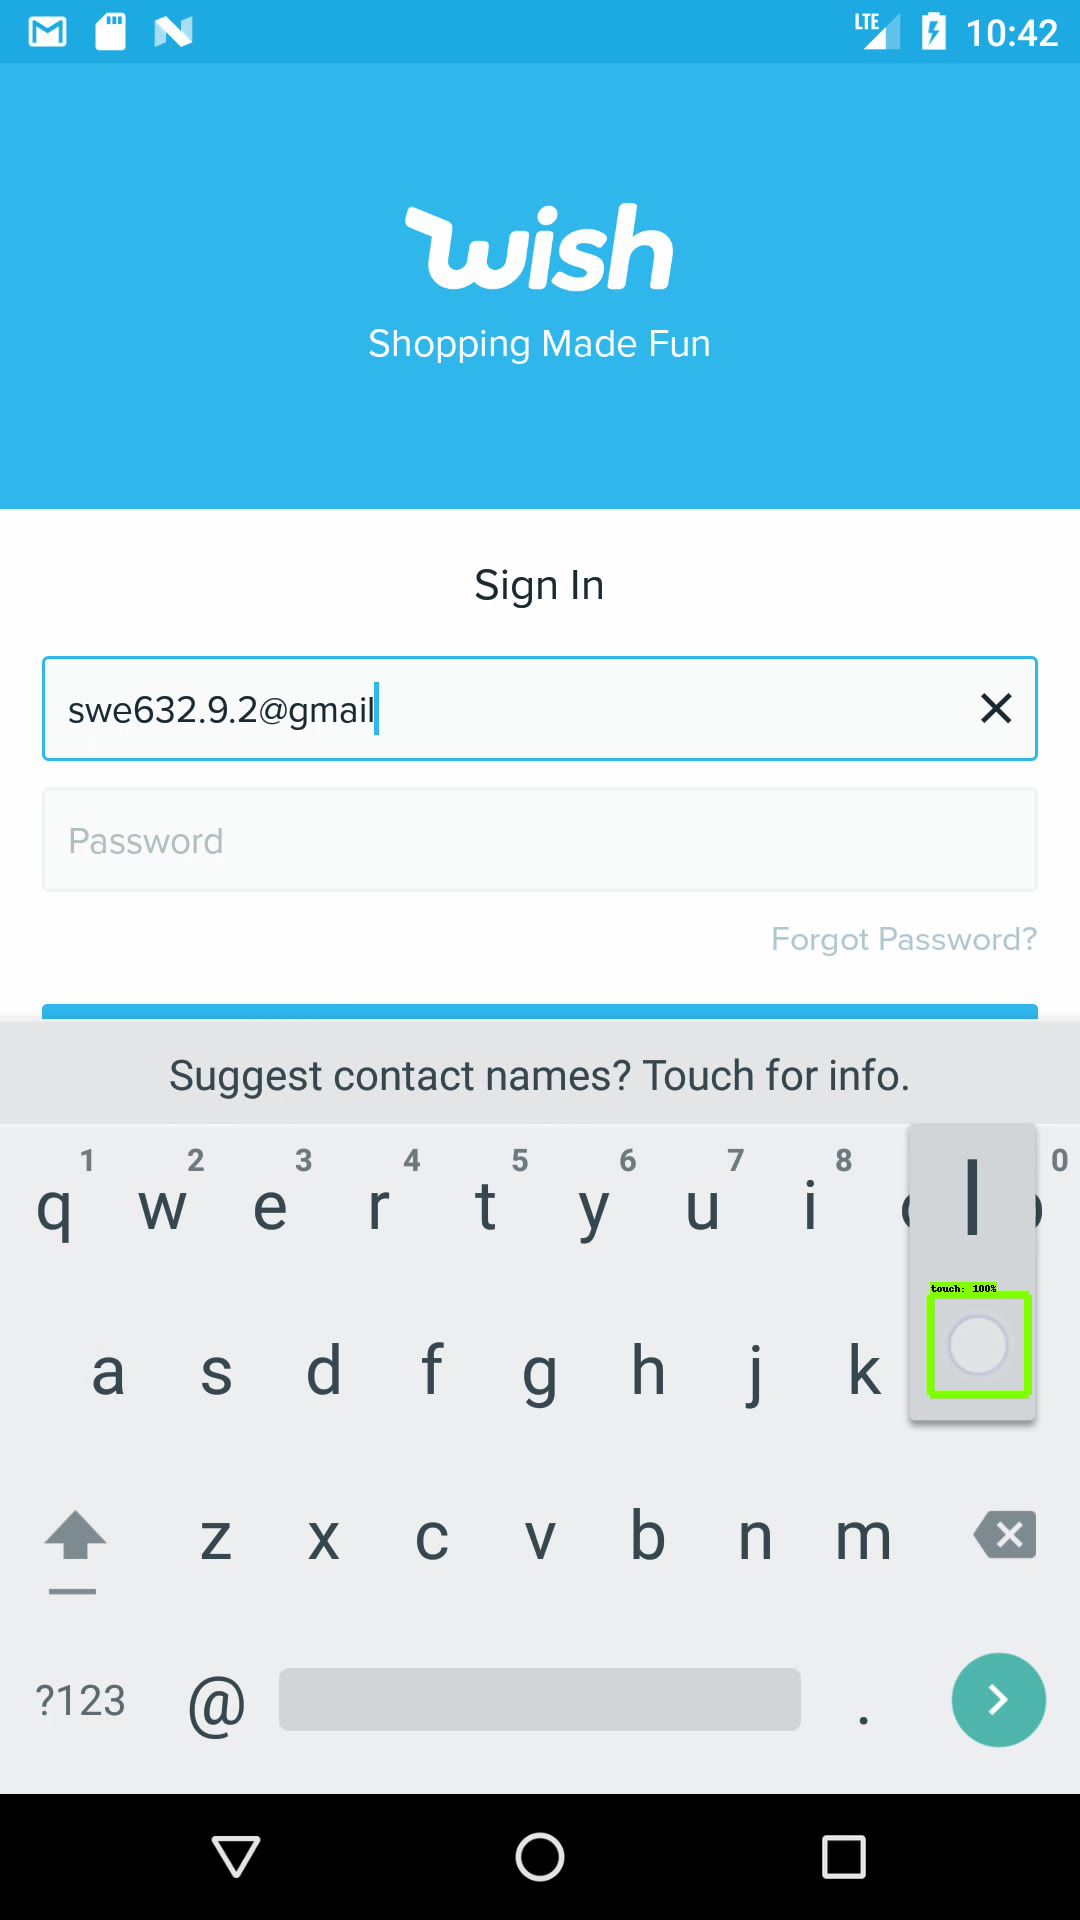 LTE 10:42
wish
Shopping Made Fun
Sign In
swe632.9.2@gmail
Password
Forgot Password?
Suggest contact names? Touch for info.
1 2 3 4 5 6 7 8 0
q w e r t y u i l
touch: 100%
a s d f g h j k
z x c v b n m
?123 @ .